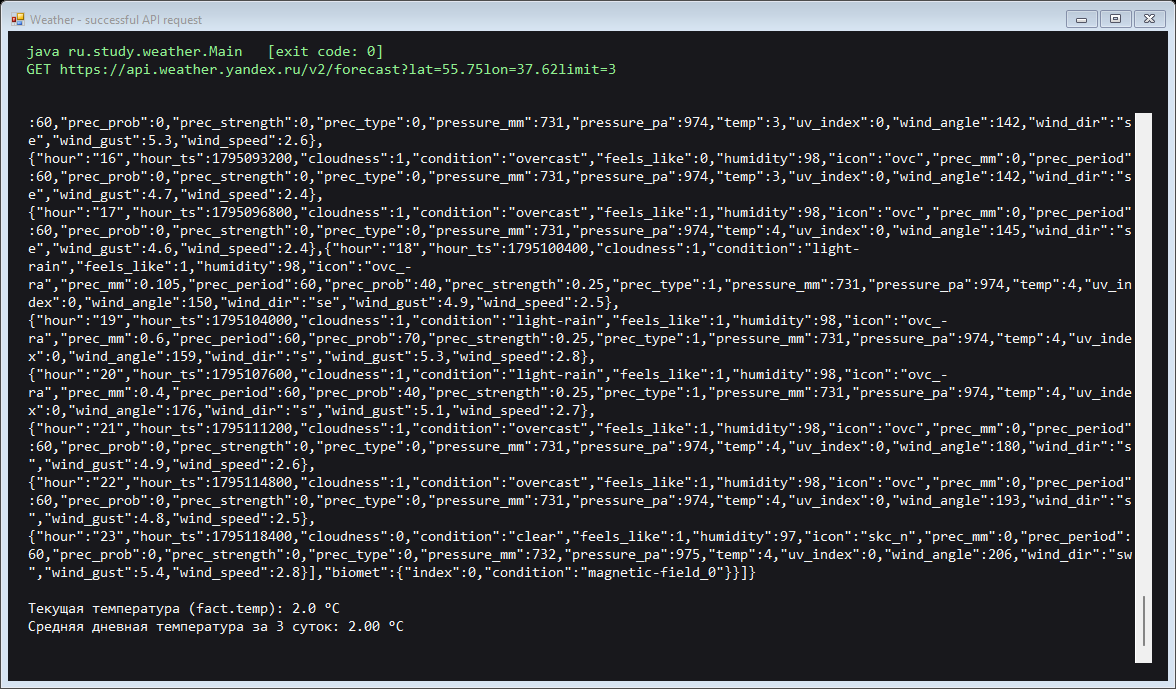 Weather - successful API request
java ru.study.weather.Main   [exit code: 0]
GET https://api.weather.yandex.ru/v2/forecast?lat=55.75lon=37.62limit=3
:60,"prec_prob":0,"prec_strength":0,"prec_type":0,"pressure_mm":731,"pressure_pa":974,"temp":3,"uv_index":0,"wind_angle":142,"wind_dir":"s
e","wind_gust":5.3,"wind_speed":2.6},
{"hour":"16","hour_ts":1795093200,"cloudness":1,"condition":"overcast","feels_like":0,"humidity":98,"icon":"ovc","prec_mm":0,"prec_period"
:60,"prec_prob":0,"prec_strength":0,"prec_type":0,"pressure_mm":731,"pressure_pa":974,"temp":3,"uv_index":0,"wind_angle":142,"wind_dir":"s
e","wind_gust":4.7,"wind_speed":2.4},
{"hour":"17","hour_ts":1795096800,"cloudness":1,"condition":"overcast","feels_like":1,"humidity":98,"icon":"ovc","prec_mm":0,"prec_period"
:60,"prec_prob":0,"prec_strength":0,"prec_type":0,"pressure_mm":731,"pressure_pa":974,"temp":4,"uv_index":0,"wind_angle":145,"wind_dir":"s
e","wind_gust":4.6,"wind_speed":2.4},{"hour":"18","hour_ts":1795100400,"cloudness":1,"condition":"light-
rain","feels_like":1,"humidity":98,"icon":"ovc_-
ra","prec_mm":0.105,"prec_period":60,"prec_prob":40,"prec_strength":0.25,"prec_type":1,"pressure_mm":731,"pressure_pa":974,"temp":4,"uv_in
dex":0,"wind_angle":150,"wind_dir":"se","wind_gust":4.9,"wind_speed":2.5},
{"hour":"19","hour_ts":1795104000,"cloudness":1,"condition":"light-rain","feels_like":1,"humidity":98,"icon":"ovc_-
ra","prec_mm":0.6,"prec_period":60,"prec_prob":70,"prec_strength":0.25,"prec_type":1,"pressure_mm":731,"pressure_pa":974,"temp":4,"uv_inde
x":0,"wind_angle":159,"wind_dir":"s","wind_gust":5.3,"wind_speed":2.8},
{"hour":"20","hour_ts":1795107600,"cloudness":1,"condition":"light-rain","feels_like":1,"humidity":98,"icon":"ovc_-
ra","prec_mm":0.4,"prec_period":60,"prec_prob":40,"prec_strength":0.25,"prec_type":1,"pressure_mm":731,"pressure_pa":974,"temp":4,"uv_inde
x":0,"wind_angle":176,"wind_dir":"s","wind_gust":5.1,"wind_speed":2.7},
{"hour":"21","hour_ts":1795111200,"cloudness":1,"condition":"overcast","feels_like":1,"humidity":98,"icon":"ovc","prec_mm":0,"prec_period"
:60,"prec_prob":0,"prec_strength":0,"prec_type":0,"pressure_mm":731,"pressure_pa":974,"temp":4,"uv_index":0,"wind_angle":180,"wind_dir":"s
","wind_gust":4.9,"wind_speed":2.6},
{"hour":"22","hour_ts":1795114800,"cloudness":1,"condition":"overcast","feels_like":1,"humidity":98,"icon":"ovc","prec_mm":0,"prec_period"
:60,"prec_prob":0,"prec_strength":0,"prec_type":0,"pressure_mm":731,"pressure_pa":974,"temp":4,"uv_index":0,"wind_angle":193,"wind_dir":"s
","wind_gust":4.8,"wind_speed":2.5},
{"hour":"23","hour_ts":1795118400,"cloudness":0,"condition":"clear","feels_like":1,"humidity":97,"icon":"skc_n","prec_mm":0,"prec_period":
60,"prec_prob":0,"prec_strength":0,"prec_type":0,"pressure_mm":732,"pressure_pa":975,"temp":4,"uv_index":0,"wind_angle":206,"wind_dir":"sw
","wind_gust":5.4,"wind_speed":2.8}],"biomet":{"index":0,"condition":"magnetic-field_0"}}]}
Текущая температура (fact.temp): 2.0 °C
Средняя дневная температура за 3 суток: 2.00 °C